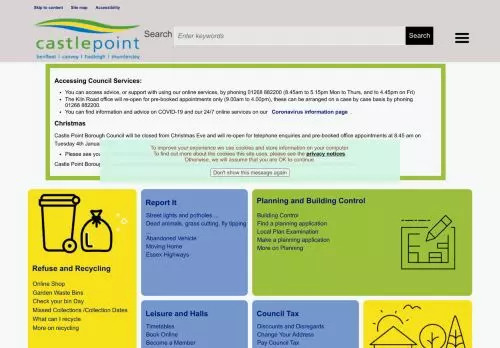 Skip to content Site map Accessibility
castlepoint
benfleet | canvey | hadleigh | thundersley
Search Enter keywords Search
Accessing Council Services:
You can access advice, or support with using our online services, by phoning 01268 882200 (8.45am to 5.15pm Mon to Thurs, and to 4.45pm on Fri)
The Kiln Road office will re-open for pre-booked appointments only (9.00am to 4.00pm), these can be arranged on a case by case basis by phoning
01268 882200.
You can find information and advice on COVID-19 and our 24/7 online services on our Coronavirus information page .
Christmas
Castle Point Borough Council will be closed from Christmas Eve and will re-open for telephone enquiries and pre-booked office appointments at 8.45 am on
Tuesday 4th Janua
Please see you
Castle Point Borou
To improve your experience we use cookies and store information on your computer.
To find out more about the cookies this site uses, please see the privacy notices
Otherwise, we will assume that you are OK to continue.
Don't show this message again
Refuse and Recycling
Online Shop
Garden Waste Bins
Check your bin Day
Missed Collections /Collection Dates
What can I recycle
More on recycling
Report It
Street lights and potholes ...
Dead animals, grass cutting, fly tipping
...
Abandoned Vehicle
Moving Home
Essex Highways
Planning and Building Control
Building Control
Find a planning application
Local Plan Examination
Make a planning application
More on Planning
Leisure and Halls
Timetables
Book Online
Become a Member
Council Tax
Discounts and Disregards
Change Your Address
Pay Council Tax